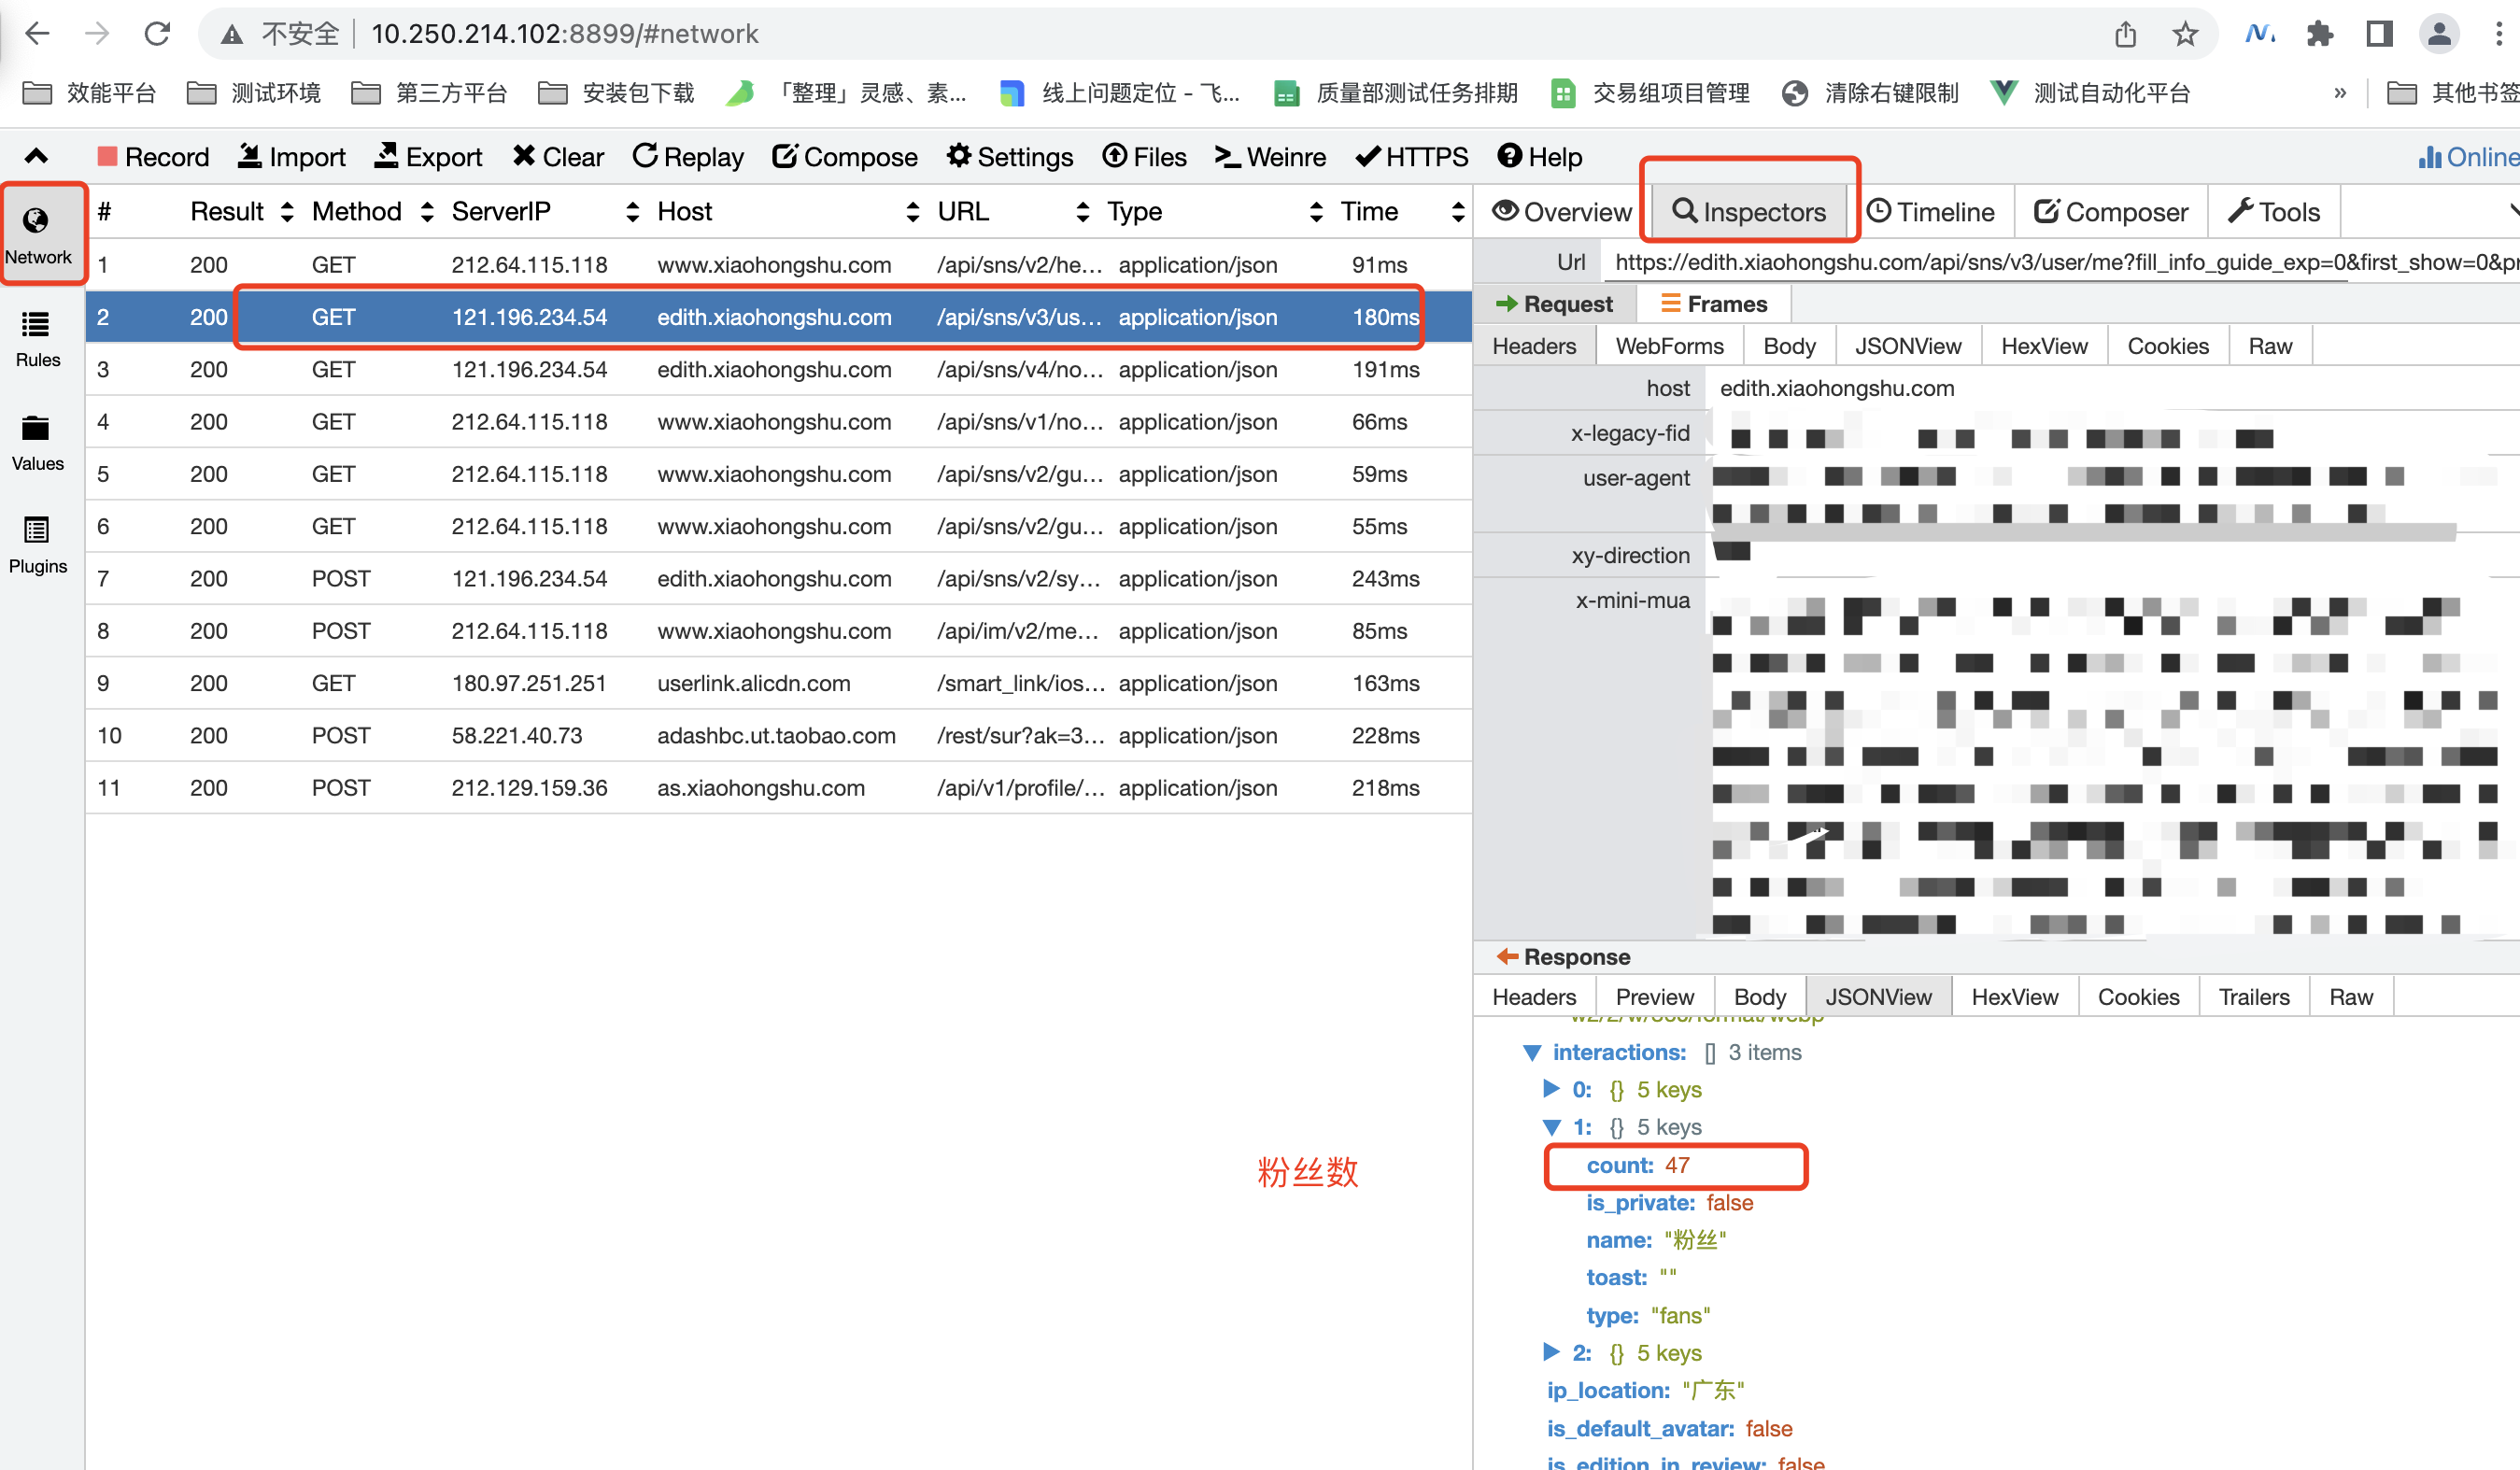 不安全 10.250.214.102:8899/#network
效能平台 测试环境 第三方平台 安装包下载 「整理」灵感、素... 线上问题定位 - 飞... 质量部测试任务排期 交易组项目管理 清除右键限制 测试自动化平台 » 其他书签
Record Import Export Clear Replay Compose Settings Files Weinre HTTPS Help Online
Network
Rules
Values
Plugins
# Result Method ServerIP Host URL Type Time
1 200 GET 212.64.115.118 www.xiaohongshu.com /api/sns/v2/he... application/json 91ms
2 200 GET 121.196.234.54 edith.xiaohongshu.com /api/sns/v3/us... application/json 180ms
3 200 GET 121.196.234.54 edith.xiaohongshu.com /api/sns/v4/no... application/json 191ms
4 200 GET 212.64.115.118 www.xiaohongshu.com /api/sns/v1/no... application/json 66ms
5 200 GET 212.64.115.118 www.xiaohongshu.com /api/sns/v2/gu... application/json 59ms
6 200 GET 212.64.115.118 www.xiaohongshu.com /api/sns/v2/gu... application/json 55ms
7 200 POST 121.196.234.54 edith.xiaohongshu.com /api/sns/v2/sy... application/json 243ms
8 200 POST 212.64.115.118 www.xiaohongshu.com /api/im/v2/me... application/json 85ms
9 200 GET 180.97.251.251 userlink.alicdn.com /smart_link/ios... application/json 163ms
10 200 POST 58.221.40.73 adashbc.ut.taobao.com /rest/sur?ak=3... application/json 228ms
11 200 POST 212.129.159.36 as.xiaohongshu.com /api/v1/profile/... application/json 218ms
粉丝数
Overview Inspectors Timeline Composer Tools
Url https://edith.xiaohongshu.com/api/sns/v3/user/me?fill_info_guide_exp=0&first_show=0&pr
Request Frames
Headers WebForms Body JSONView HexView Cookies Raw
host edith.xiaohongshu.com
x-legacy-fid
user-agent
xy-direction
x-mini-mua
Response
Headers Preview Body JSONView HexView Cookies Trailers Raw
w2/2/w/360/format/webp
interactions: [] 3 items
0: {} 5 keys
1: {} 5 keys
count: 47
is_private: false
name: "粉丝"
toast: ""
type: "fans"
2: {} 5 keys
ip_location: "广东"
is_default_avatar: false
is_edition_in_review: false